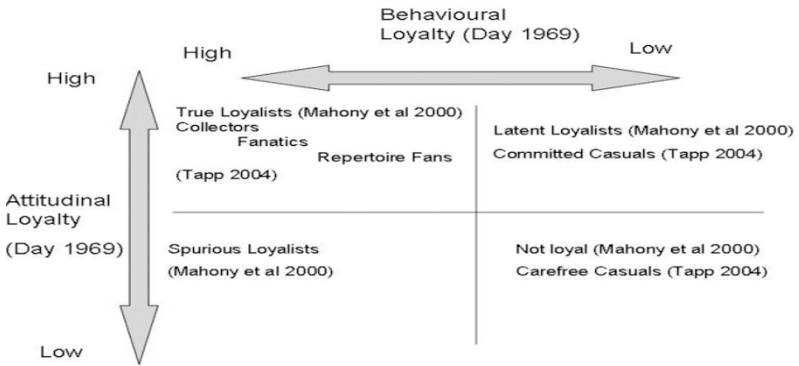 Behavioural
Loyalty (Day 1969)
High
Low
High
True Loyalists (Mahony et al 2000)
Collectors
Fanatics
Repertoire Fans
(Tapp 2004)
Latent Loyalists (Mahony et al 2000)
Committed Casuals (Tapp 2004)
Attitudinal
Loyalty
(Day 1969)
Spurious Loyalists
(Mahony et al 2000)
Not loyal (Mahony et al 2000)
Carefree Casuals (Tapp 2004)
Low